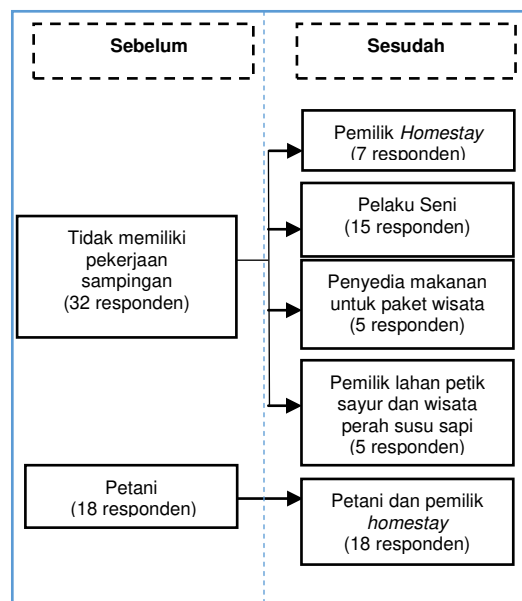 Sebelum
Sesudah
Tidak memiliki
pekerjaan
sampingan
(32 responden)
Pemilik Homestay
(7 responden)
Pelaku Seni
(15 responden)
Penyedia makanan
untuk paket wisata
(5 responden)
Pemilik lahan petik
sayur dan wisata
perah susu sapi
(5 responden)
Petani
(18 responden)
Petani dan pemilik
homestay
(18 responden)